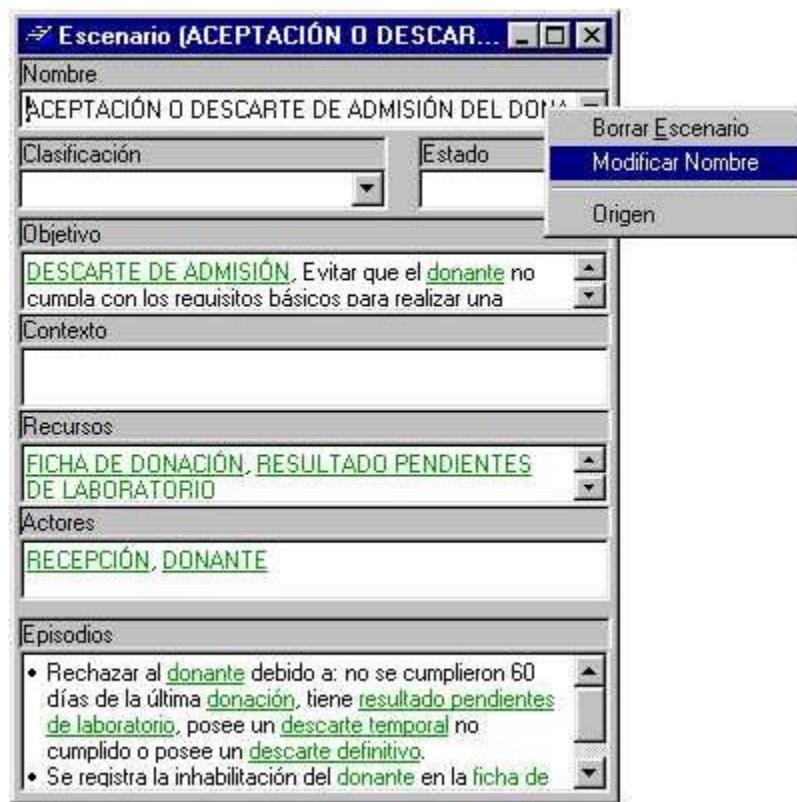 Escenario (ACEPTACIÓN O DESCAR...
Nombre
ACEPTACIÓN O DESCARTE DE ADMISIÓN DEL DONA
Borrar Escenario
Modificar Nombre
Origen
Clasificación
Estado
Objetivo
DESCARTE DE ADMISIÓN, Evitar que el donante no
cumpla con los requisitos básicos para realizar una
Contexto
Recursos
FICHA DE DONACIÓN, RESULTADO PENDIENTES
DE LABORATORIO
Actores
RECEPCIÓN, DONANTE
Episodios
• Rechazar al donante debido a: no se cumplieron 60
días de la última donación, tiene resultado pendientes
de laboratorio, posee un descarte temporal no
cumplido o posee un descarte definitivo.
• Se registra la inhabilitación del donante en la ficha de